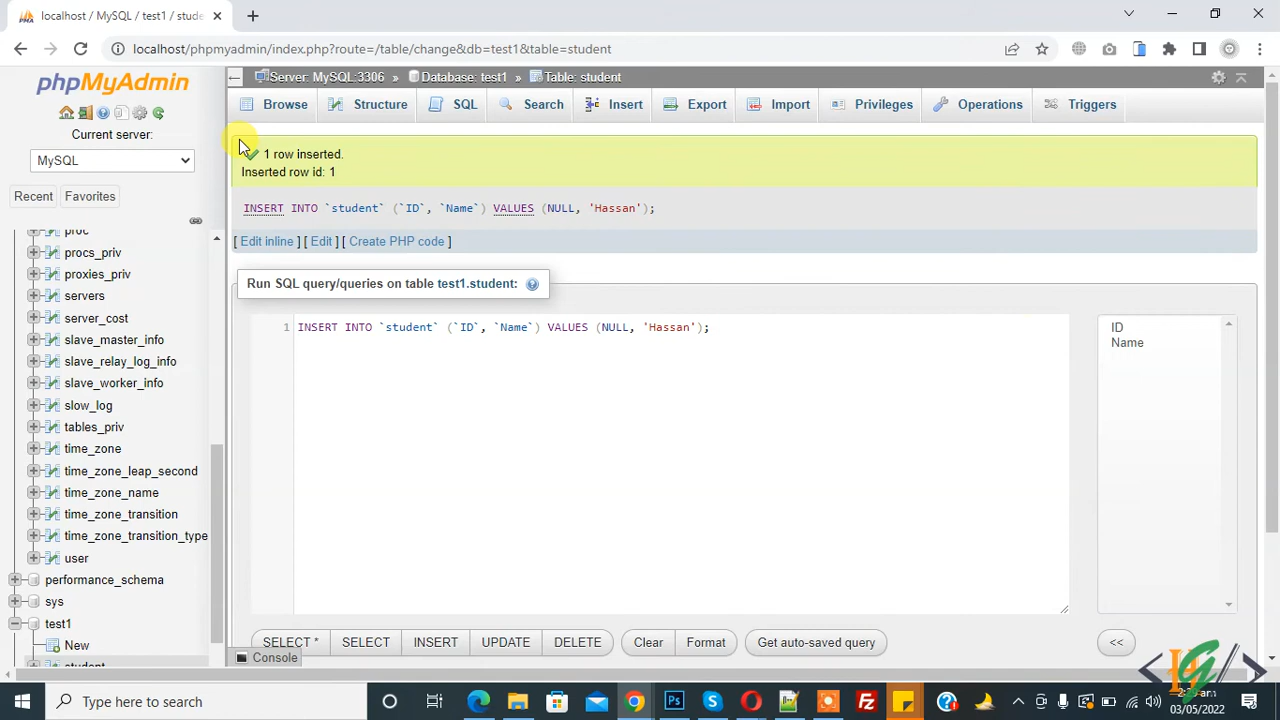 localhost / MySQL / test1 / stude
localhost/phpmyadmin/index.php?route=/table/change&db=test1&table=student
phpMyAdmin
Current server:
MySQL
Recent Favorites
proc
procs_priv
proxies_priv
servers
server_cost
slave_master_info
slave_relay_log_info
slave_worker_info
slow_log
tables_priv
time_zone
time_zone_leap_second
time_zone_name
time_zone_transition
time_zone_transition_type
user
performance_schema
sys
test1
New
student
Server: MySQL:3306 » Database: test1 » Table: student
Browse Structure SQL Search Insert Export Import Privileges Operations Triggers
1 row inserted.
Inserted row id: 1
INSERT INTO `student` (`ID`, `Name`) VALUES (NULL, 'Hassan');
[ Edit inline ] [ Edit ] [ Create PHP code ]
Run SQL query/queries on table test1.student:
1 INSERT INTO `student` (`ID`, `Name`) VALUES (NULL, 'Hassan');
ID
Name
SELECT * SELECT INSERT UPDATE DELETE Clear Format Get auto-saved query <<
Console
Type here to search
03/05/2022